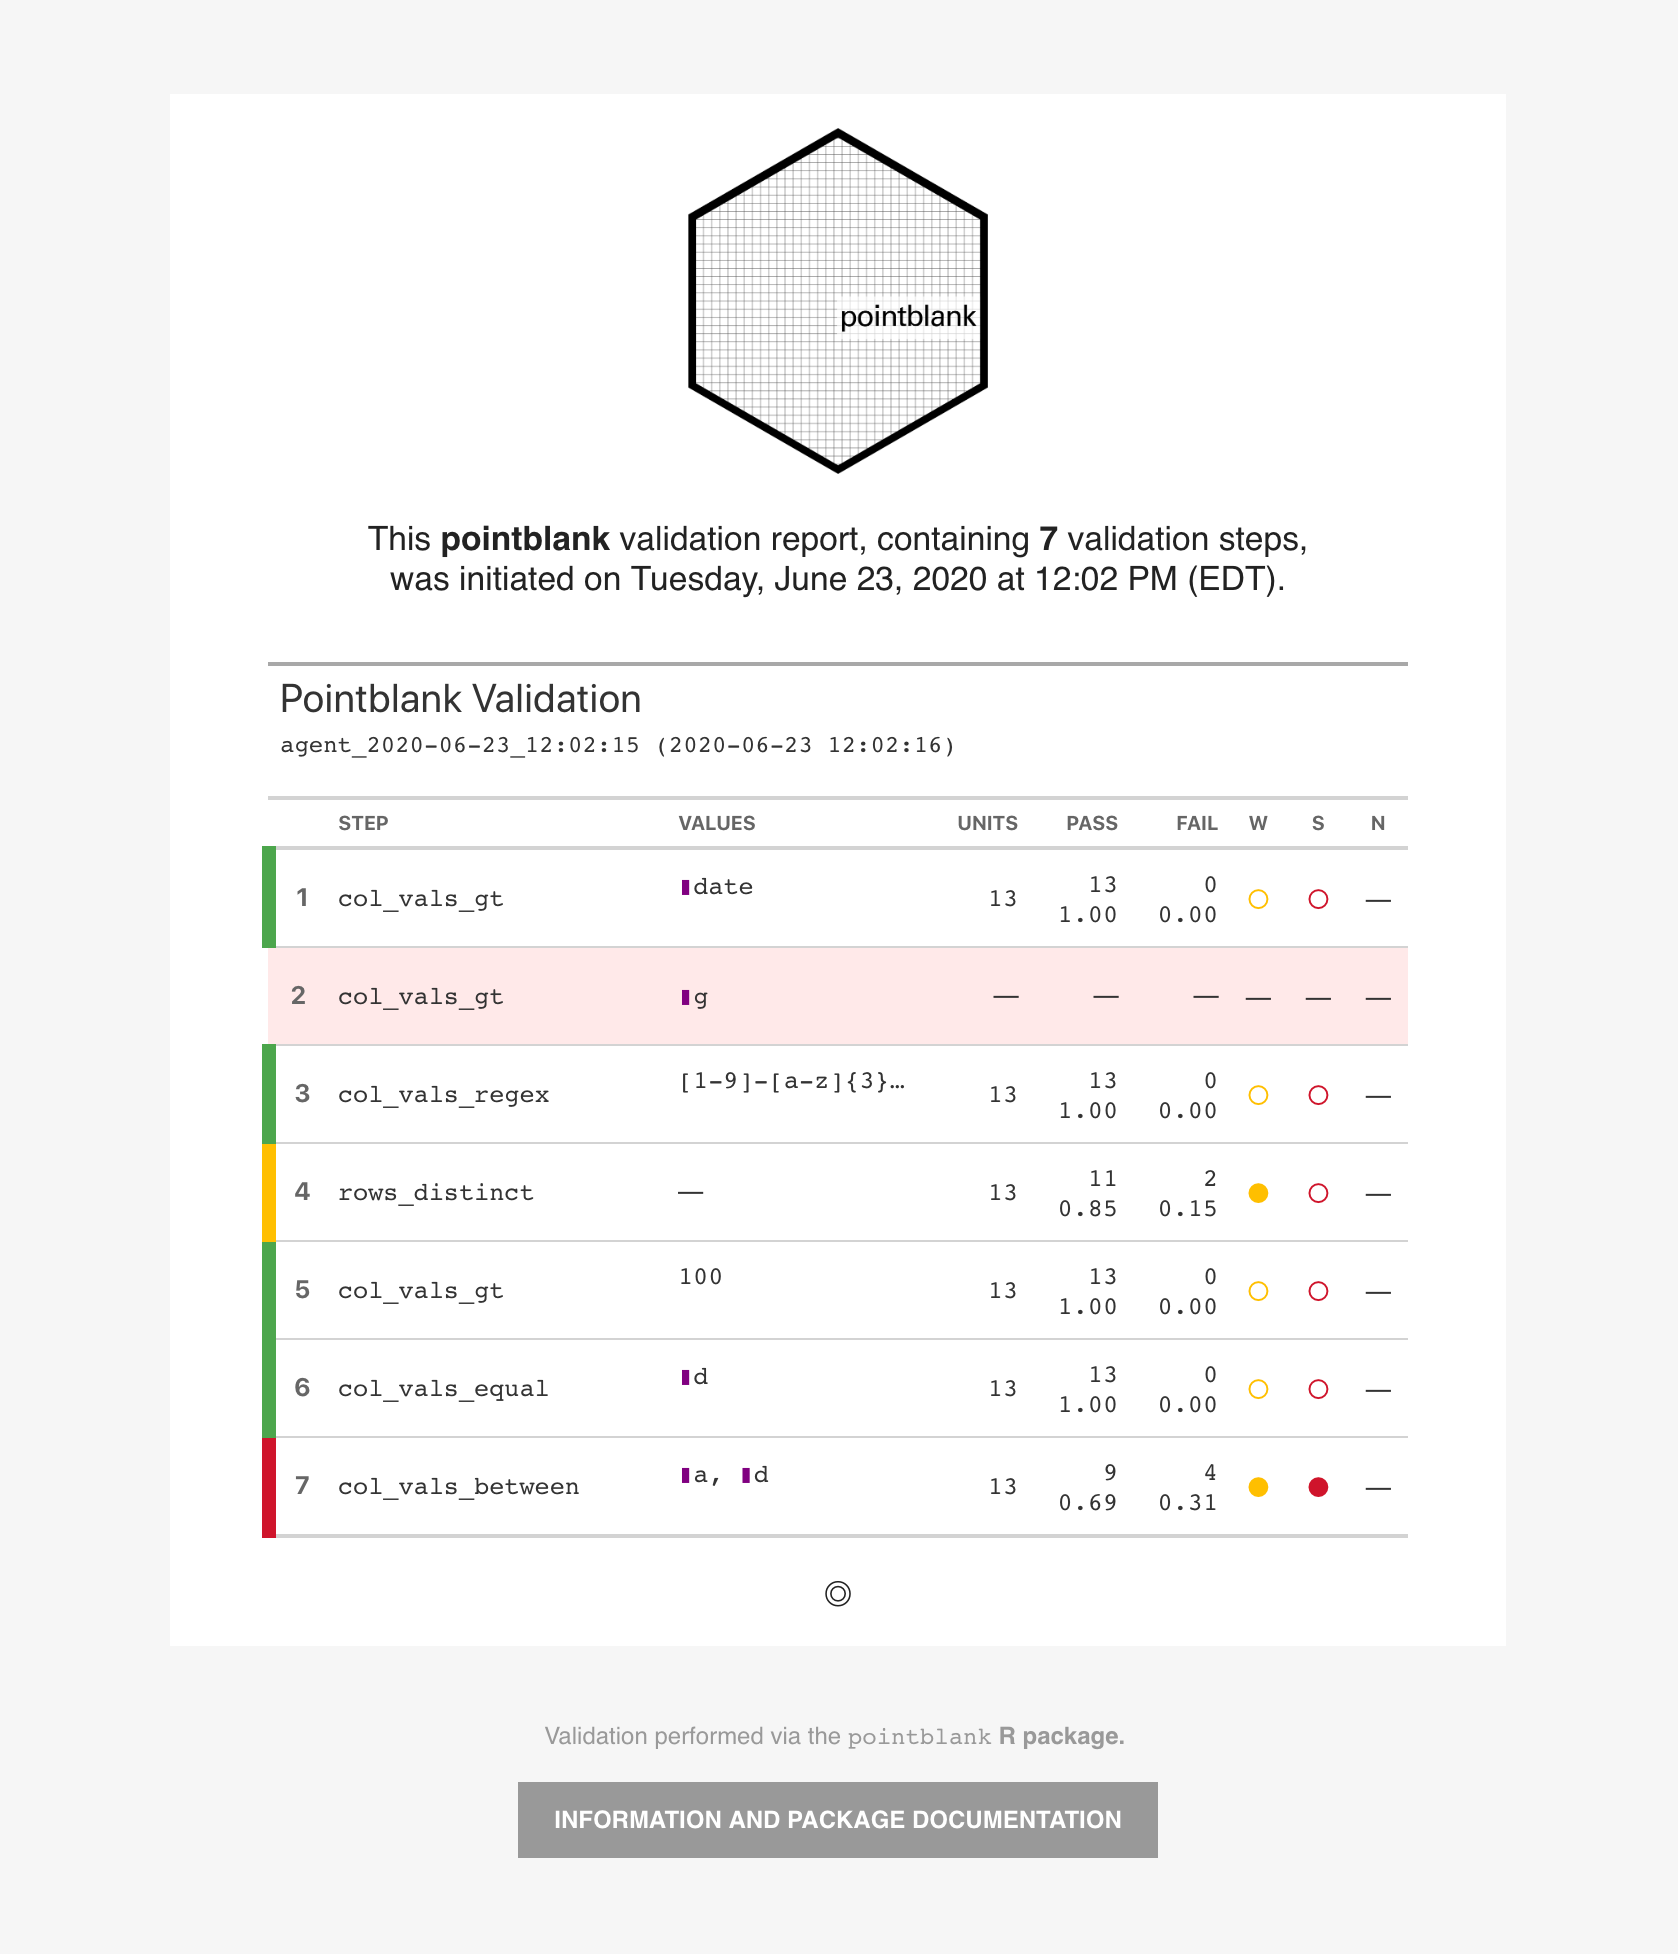 pointblank
This pointblank validation report, containing 7 validation steps,
was initiated on Tuesday, June 23, 2020 at 12:02 PM (EDT).
Pointblank Validation
agent_2020-06-23_12:02:15 (2020-06-23 12:02:16)
STEP VALUES UNITS PASS FAIL W S N
1 col_vals_gt ▮date 13 13 0 ○ ○ —
1.00 0.00
2 col_vals_gt ▮g — — — — — —
3 col_vals_regex [1-9]-[a-z]{3}… 13 13 0 ○ ○ —
1.00 0.00
4 rows_distinct — 13 11 2 ● ○ —
0.85 0.15
5 col_vals_gt 100 13 13 0 ○ ○ —
1.00 0.00
6 col_vals_equal ▮d 13 13 0 ○ ○ —
1.00 0.00
7 col_vals_between ▮a, ▮d 13 9 4 ● ● —
0.69 0.31
Validation performed via the pointblank R package.
INFORMATION AND PACKAGE DOCUMENTATION